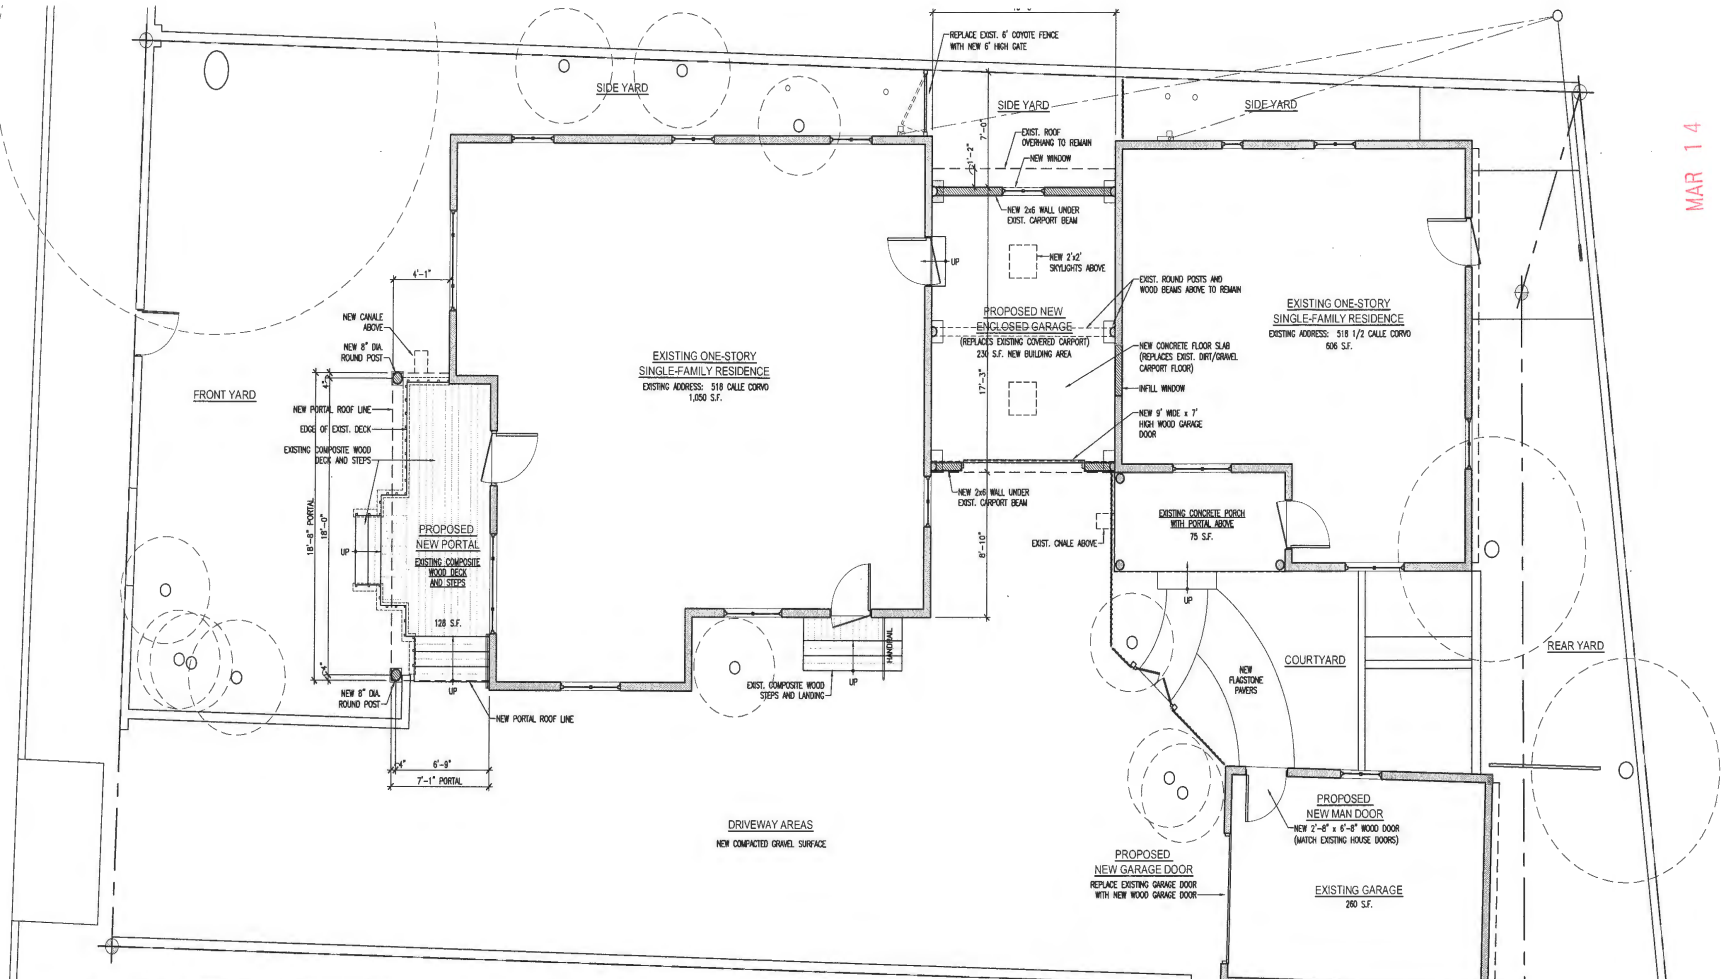 REPLACE EXIST. 6' COYOTE FENCE
WITH NEW 6' HIGH GATE
SIDE YARD
SIDE YARD
SIDE YARD
MAR 14
7'-0"
1'-2"
EXIST. ROOF
OVERHANG TO REMAIN
NEW WINDOW
NEW 2x6 WALL UNDER
EXIST. CARPORT BEAM
UP
NEW 2'x2'
SKYLIGHTS ABOVE
EXIST. ROUND POSTS AND
WOOD BEAMS ABOVE TO REMAIN
4'-1"
NEW CANALE
ABOVE
NEW 8" DIA.
ROUND POST
PROPOSED NEW
ENCLOSED GARAGE
(REPLACES EXISTING COVERED CARPORT)
230 S.F. NEW BUILDING AREA
EXISTING ONE-STORY
SINGLE-FAMILY RESIDENCE
EXISTING ADDRESS: 518 1/2 CALLE CORVO
606 S.F.
EXISTING ONE-STORY
SINGLE-FAMILY RESIDENCE
EXISTING ADDRESS: 518 CALLE CORVO
1,050 S.F.
NEW CONCRETE FLOOR SLAB
(REPLACES EXIST. DIRT/GRAVEL
CARPORT FLOOR)
17'-3"
INFILL WINDOW
NEW 9' WIDE x 7'
HIGH WOOD GARAGE
DOOR
FRONT YARD
4"
NEW PORTAL ROOF LINE
EDGE OF EXIST. DECK
EXISTING COMPOSITE WOOD
DECK AND STEPS
18'-8" PORTAL
18'-0"
UP
PROPOSED
NEW PORTAL
EXISTING COMPOSITE
WOOD DECK
AND STEPS
128 S.F.
NEW 2x6 WALL UNDER
EXIST. CARPORT BEAM
8'-10"
EXIST. CNALE ABOVE
EXISTING CONCRETE PORCH
WITH PORTAL ABOVE
75 S.F.
UP
HANDRAIL
UP
EXIST. COMPOSITE WOOD
STEPS AND LANDING
4"
NEW 8" DIA.
ROUND POST
UP
NEW PORTAL ROOF LINE
NEW
FLAGSTONE
PAVERS
COURTYARD
REAR YARD
4"
6'-9"
7'-1" PORTAL
DRIVEWAY AREAS
NEW COMPACTED GRAVEL SURFACE
PROPOSED
NEW MAN DOOR
NEW 2'-8" x 6'-8" WOOD DOOR
(MATCH EXISTING HOUSE DOORS)
PROPOSED
NEW GARAGE DOOR
REPLACE EXISTING GARAGE DOOR
WITH NEW WOOD GARAGE DOOR
EXISTING GARAGE
260 S.F.